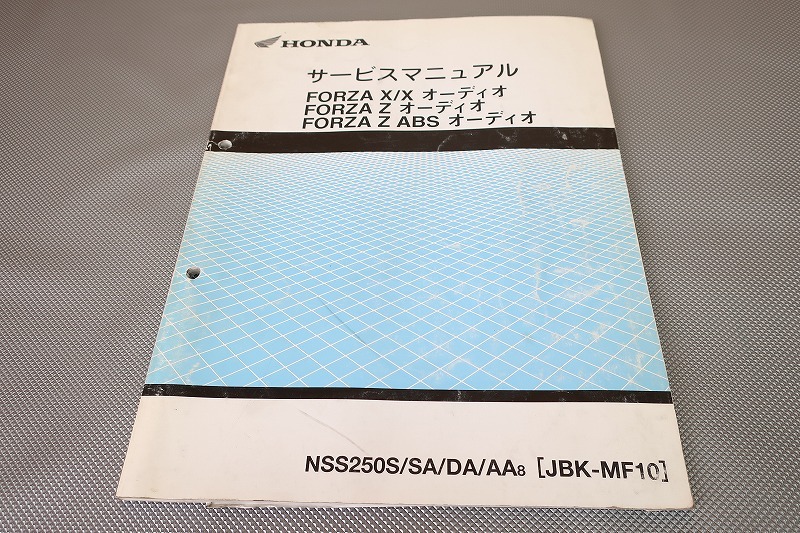 HONDA
サービスマニュアル
FORZA X/X オーディオ
FORZA Z オーディオ
FORZA Z ABS オーディオ
NSS250S/SA/DA/AA8 [JBK-MF10]